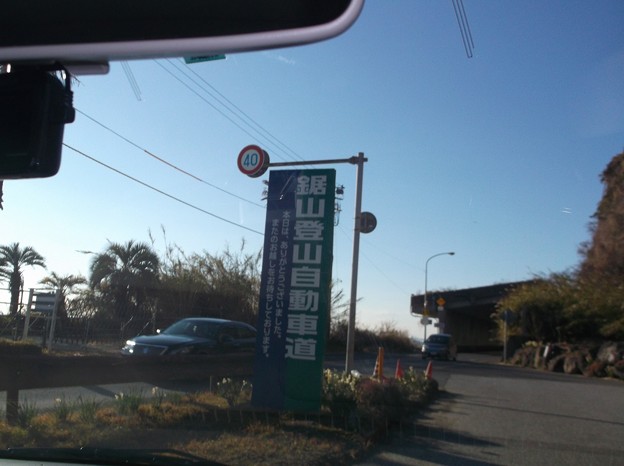 40
鋸山登山自動車道
本日は、ありがとうございました。
またのお越しをお待ちしております。